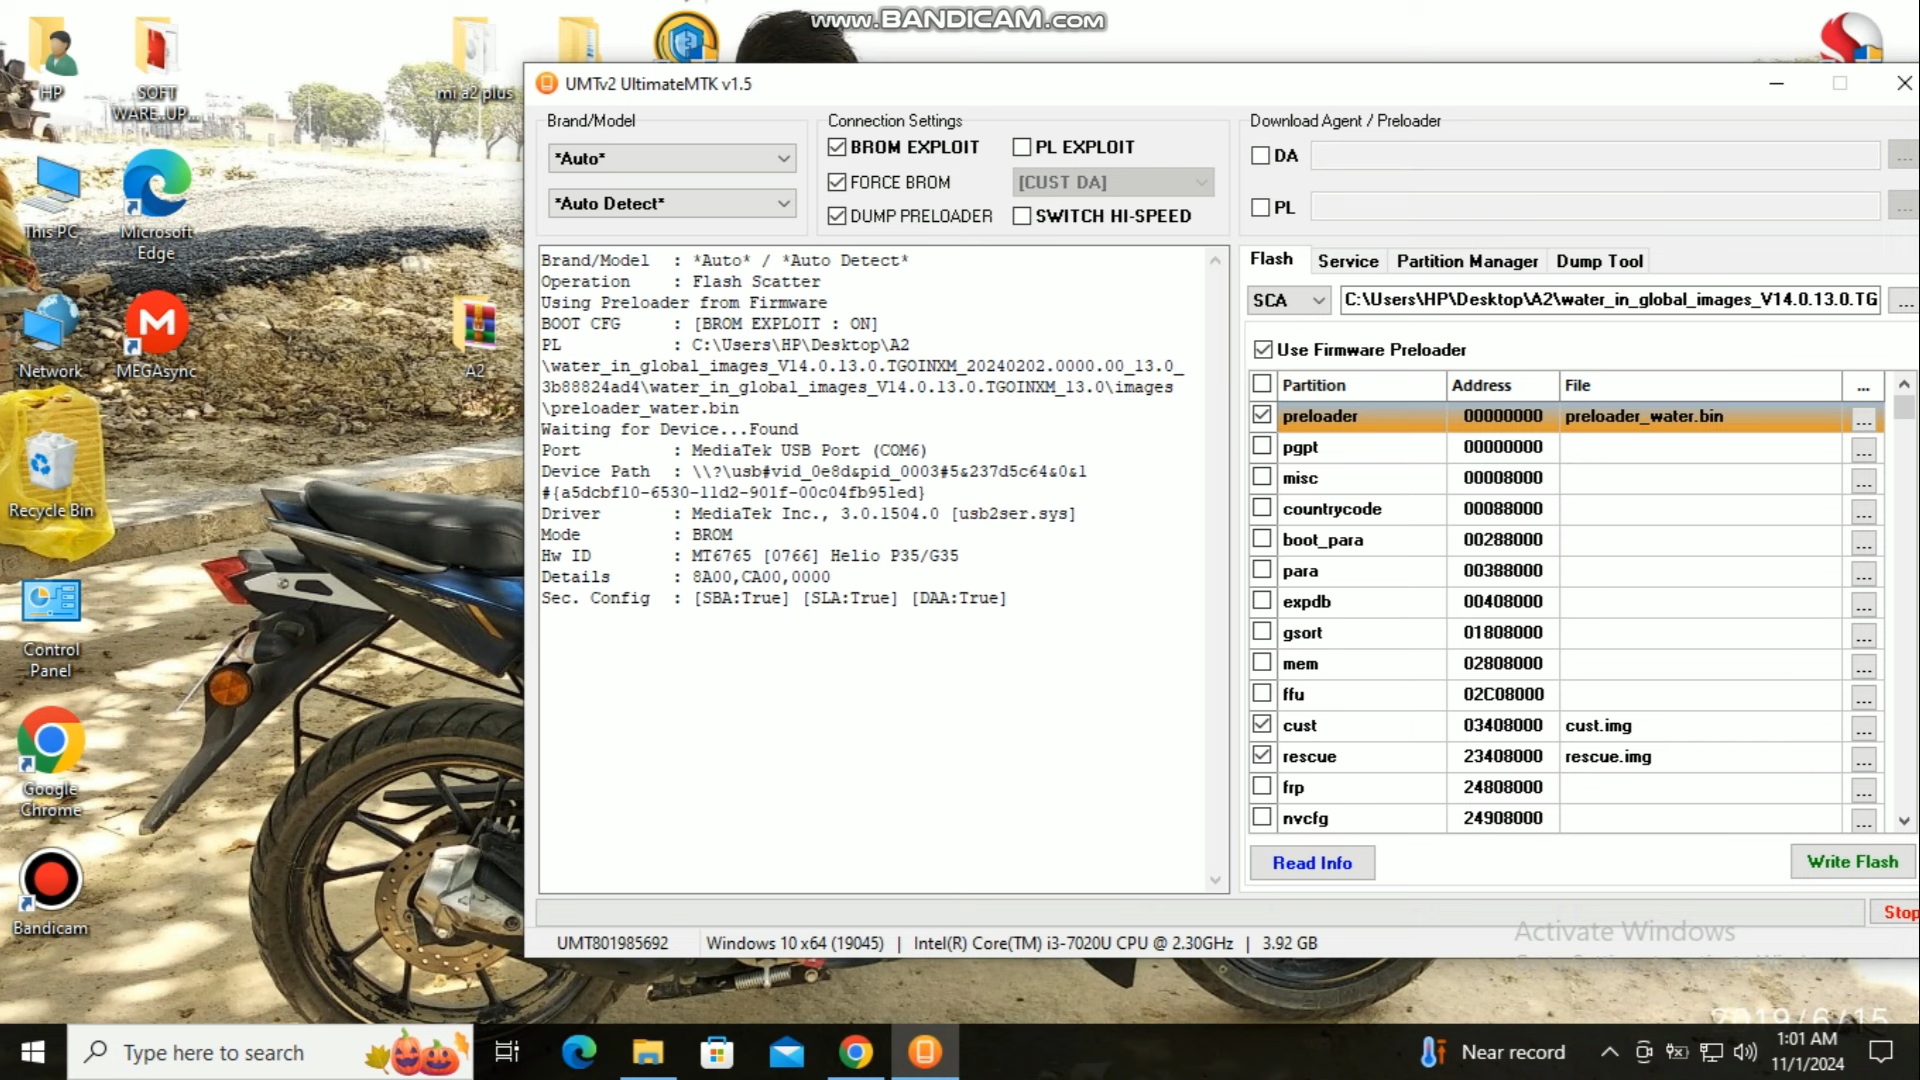 www.BANDICAM.com
HP
SOFT
WARE..UP...
mi a2 plus
This PC
Microsoft
Edge
Network
MEGAsync
A2
Recycle Bin
Control
Panel
Google
Chrome
Bandicam
UMTv2 UltimateMTK v1.5
Brand/Model
*Auto*
*Auto Detect*
Connection Settings
BROM EXPLOIT
PL EXPLOIT
FORCE BROM
[CUST DA]
DUMP PRELOADER
SWITCH HI-SPEED
Download Agent / Preloader
DA
...
PL
...
Brand/Model : *Auto* / *Auto Detect*
Operation : Flash Scatter
Using Preloader from Firmware
BOOT CFG : [BROM EXPLOIT : ON]
PL : C:\Users\HP\Desktop\A2
\water_in_global_images_V14.0.13.0.TGOINXM_20240202.0000.00_13.0_
3b88824ad4\water_in_global_images_V14.0.13.0.TGOINXM_13.0\images
\preloader_water.bin
Waiting for Device...Found
Port : MediaTek USB Port (COM6)
Device Path : \\?\usb#vid_0e8d&pid_0003#5&237d5c64&0&1
#{a5dcbf10-6530-11d2-901f-00c04fb951ed}
Driver : MediaTek Inc., 3.0.1504.0 [usb2ser.sys]
Mode : BROM
Hw ID : MT6765 [0766] Helio P35/G35
Details : 8A00,CA00,0000
Sec. Config : [SBA:True] [SLA:True] [DAA:True]
Flash Service Partition Manager Dump Tool
SCA C:\Users\HP\Desktop\A2\water_in_global_images_V14.0.13.0.TG ...
Use Firmware Preloader
Partition Address File ...
preloader 00000000 preloader_water.bin ...
pgpt 00000000 ...
misc 00008000 ...
countrycode 00088000 ...
boot_para 00288000 ...
para 00388000 ...
expdb 00408000 ...
gsort 01808000 ...
mem 02808000 ...
ffu 02C08000 ...
cust 03408000 cust.img ...
rescue 23408000 rescue.img ...
frp 24808000 ...
nvcfg 24908000 ...
Read Info
Write Flash
Stop
UMT801985692 Windows 10 x64 (19045) | Intel(R) Core(TM) i3-7020U CPU @ 2.30GHz | 3.92 GB
Activate Windows
2019/6/15
Type here to search
Near record
1:01 AM
11/1/2024